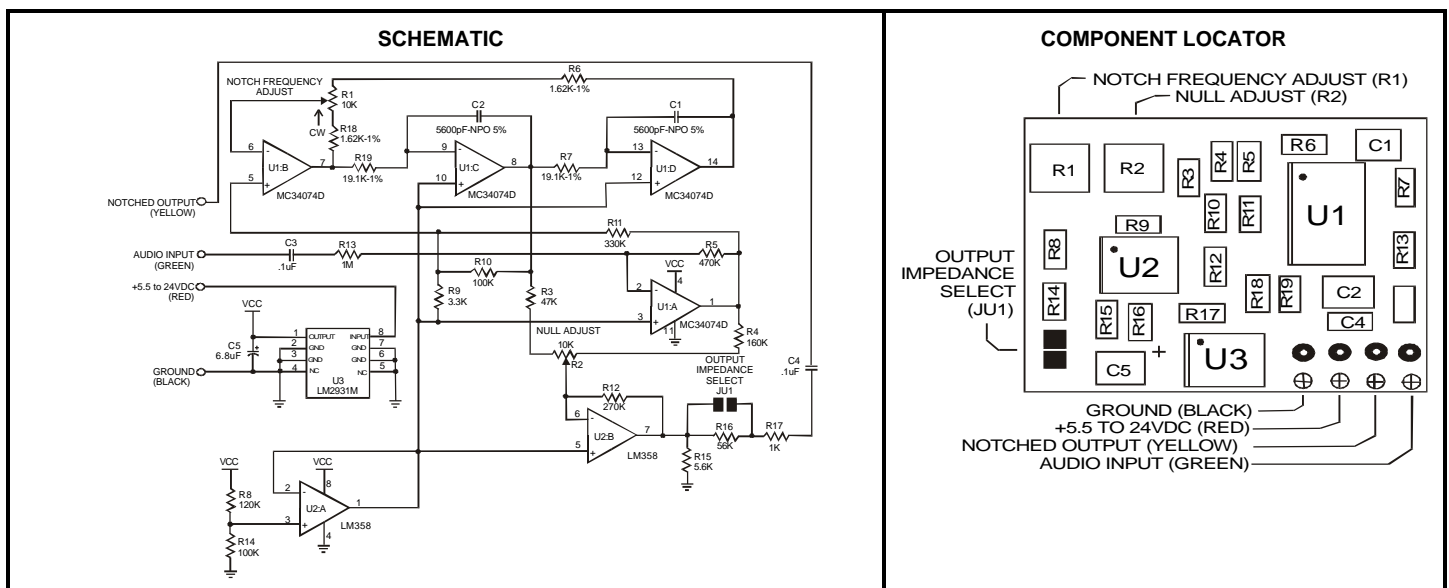 SCHEMATIC
NOTCH FREQUENCY
ADJUST
R1
10K
CW
R18
1.62K-1%
R6
1.62K-1%
C2
5600pF-NPO 5%
C1
5600pF-NPO 5%
6
-
5
+
U1:B
7
MC34074D
R19
19.1K-1%
9
-
10
+
U1:C
8
MC34074D
R7
19.1K-1%
13
-
12
+
U1:D
14
MC34074D
NOTCHED OUTPUT
(YELLOW)
AUDIO INPUT
(GREEN)
C3
.1uF
R13
1M
R11
330K
R5
470K
R10
100K
R9
3.3K
R3
47K
VCC
4
2
-
3
+
U1:A
1
11
MC34074D
R4
160K
+5.5 to 24VDC
(RED)
VCC
C5
6.8uF
+
GROUND
(BLACK)
1 OUTPUT INPUT 8
2 GND GND 7
3 GND GND 6
4 NC NC 5
U3
LM2931M
NULL ADJUST
10K
R2
R12
270K
6
-
5
+
U2:B
7
LM358
OUTPUT
IMPEDANCE
SELECT
JU1
R16
56K
R17
1K
R15
5.6K
C4
.1uF
VCC
R8
120K
R14
100K
VCC
8
2
-
3
+
U2:A
1
4
LM358
COMPONENT LOCATOR
NOTCH FREQUENCY ADJUST (R1)
NULL ADJUST (R2)
R1
R2
R3
R4
R5
R6
C1
R7
R10
R11
U1
R9
R8
U2
R12
R13
OUTPUT
IMPEDANCE
SELECT
(JU1)
R14
R15
R16
R17
R18
R19
C2
C4
C5
+
U3
GROUND (BLACK)
+5.5 TO 24VDC (RED)
NOTCHED OUTPUT (YELLOW)
AUDIO INPUT (GREEN)